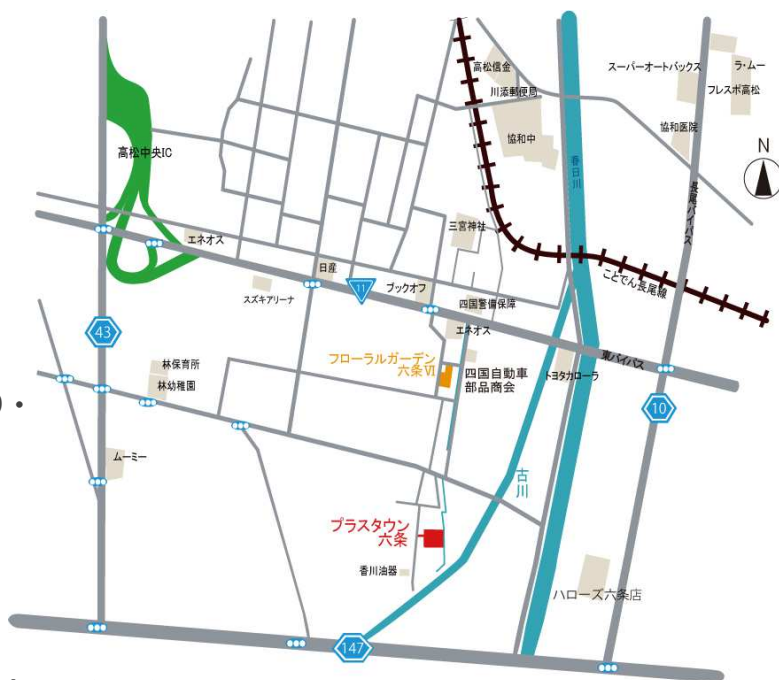 高松信金
川添郵便局
協和中
スーパーオートバックス
ラ・ムー
フレスポ高松
協和医院
N
高松中央IC
春日川
長尾バイパス
三宮神社
エネオス
ことでん長尾線
日産
スズキアリーナ
11
ブックオフ
四国警備保障
エネオス
43
東バイパス
フローラルガーデン
六条Ⅵ
四国自動車
部品商会
トヨタカローラ
林保育所
林幼稚園
10
)・
ムーミー
古川
プラスタウン
六条
香川油器
ハローズ六条店
147